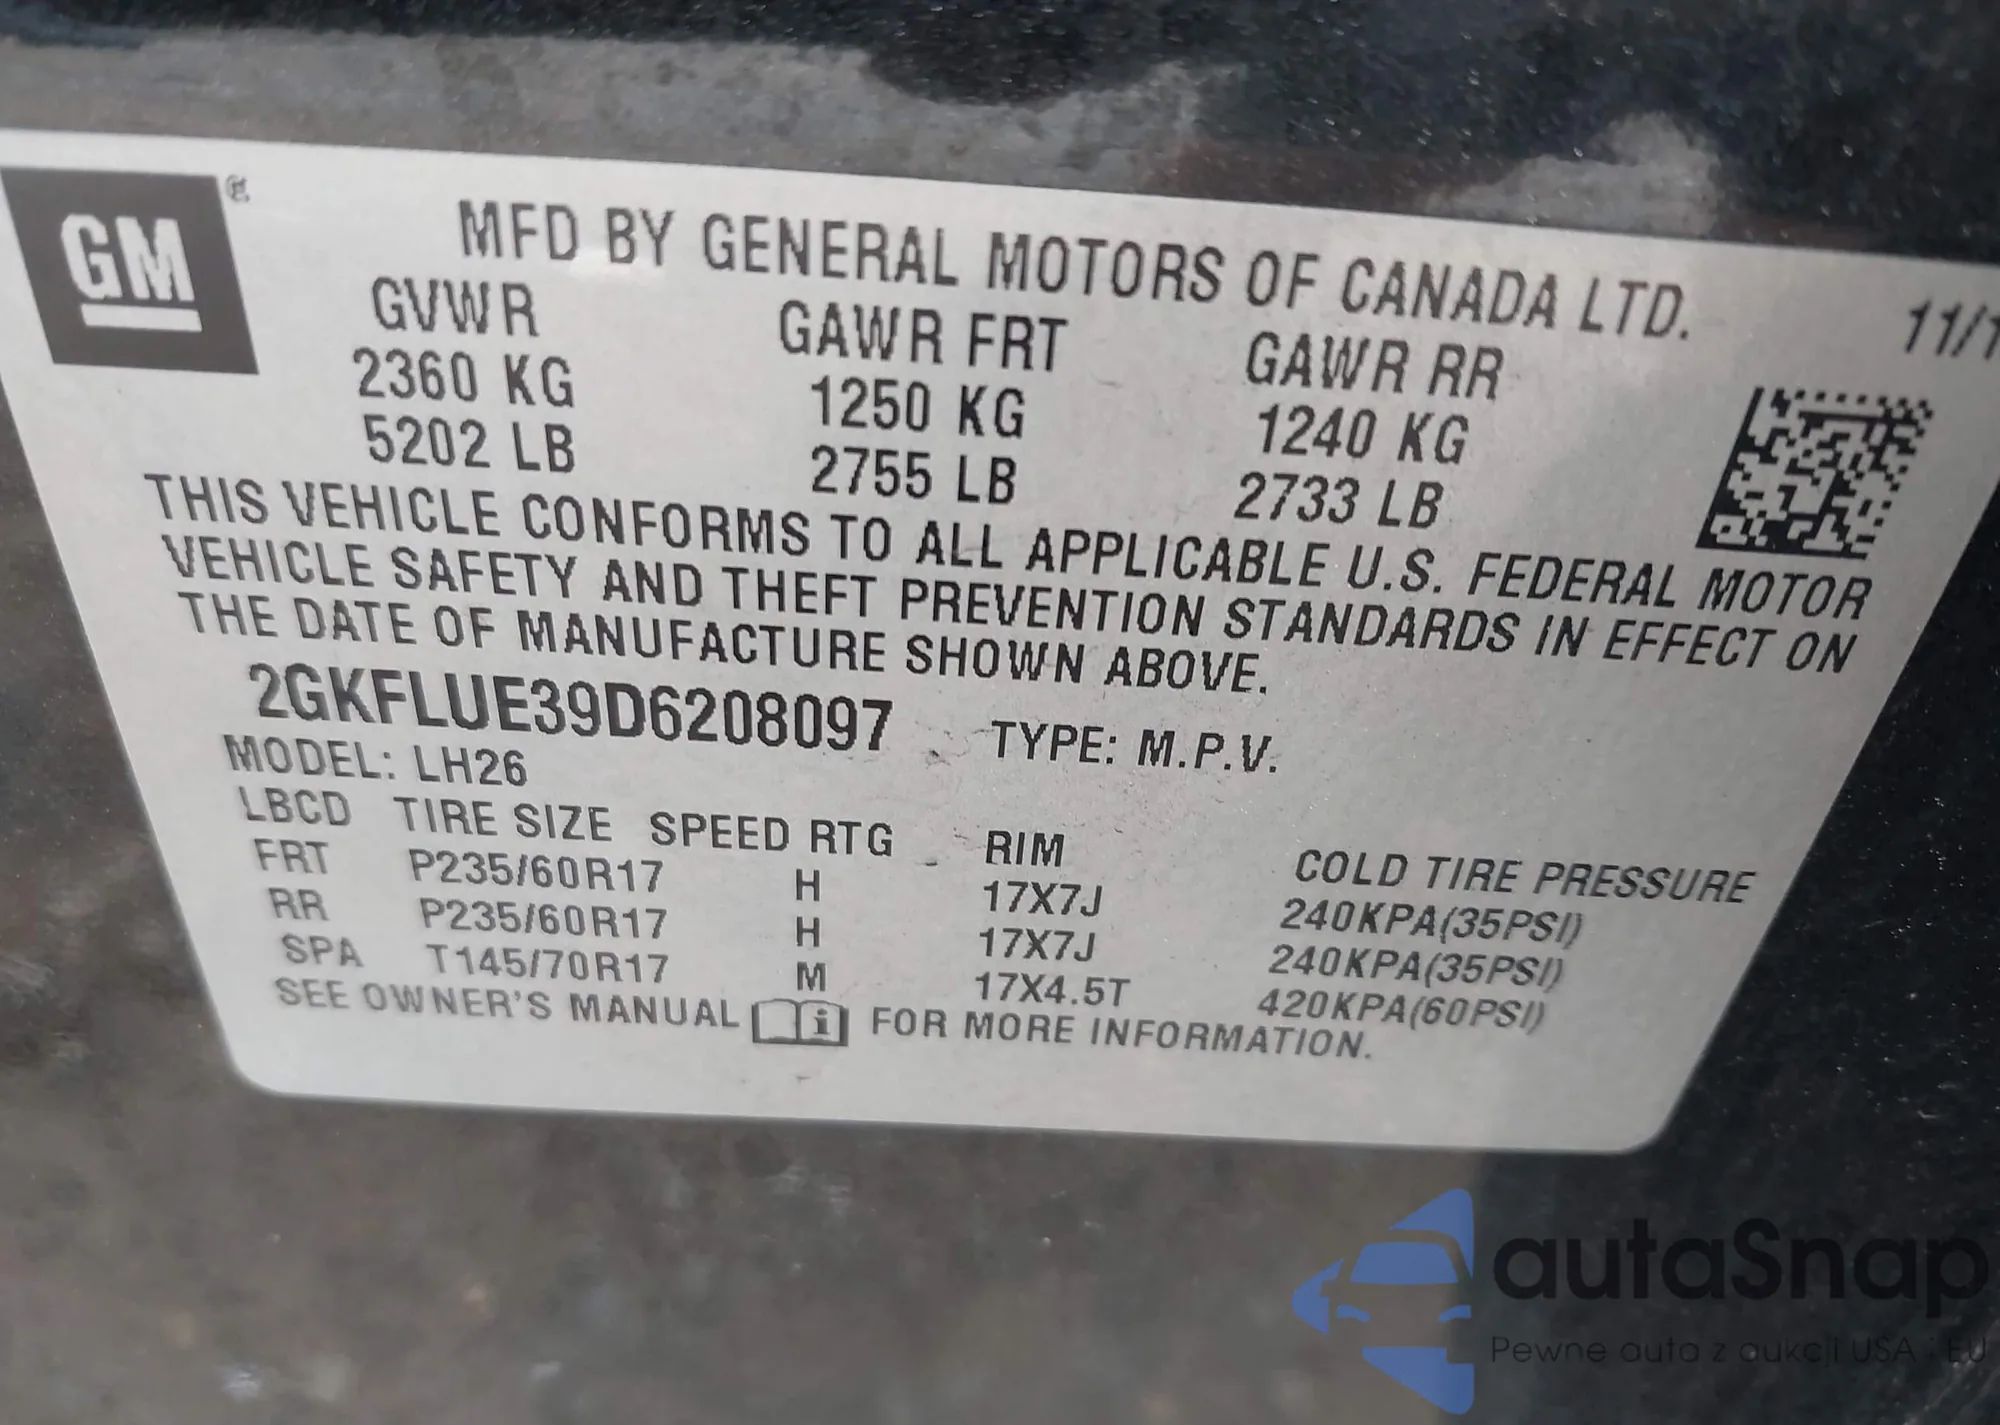 GM ®
MFD BY GENERAL MOTORS OF CANADA LTD.
11/1
GVWR GAWR FRT GAWR RR
2360 KG 1250 KG 1240 KG
5202 LB 2755 LB 2733 LB
THIS VEHICLE CONFORMS TO ALL APPLICABLE U.S. FEDERAL MOTOR
VEHICLE SAFETY AND THEFT PREVENTION STANDARDS IN EFFECT ON
THE DATE OF MANUFACTURE SHOWN ABOVE.
2GKFLUE39D6208097 TYPE: M.P.V.
MODEL: LH26
LBCD TIRE SIZE SPEED RTG RIM COLD TIRE PRESSURE
FRT P235/60R17 H 17X7J 240KPA(35PSI)
RR P235/60R17 H 17X7J 240KPA(35PSI)
SPA T145/70R17 M 17X4.5T 420KPA(60PSI)
SEE OWNER'S MANUAL i FOR MORE INFORMATION.
autaSnap
Pewne auta z aukcji USA i EU